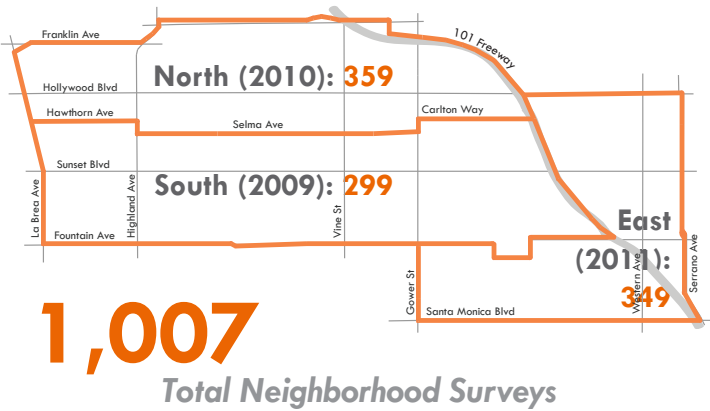 Franklin Ave
101 Freeway
North (2010): 359
Hollywood Blvd
Hawthorn Ave
Carlton Way
Selma Ave
Sunset Blvd
South (2009): 299
La Brea Ave
Highland Ave
Vine St
East
(2011):
349
Fountain Ave
Gower St
Western Ave
Serrano Ave
Santa Monica Blvd
1,007
Total Neighborhood Surveys